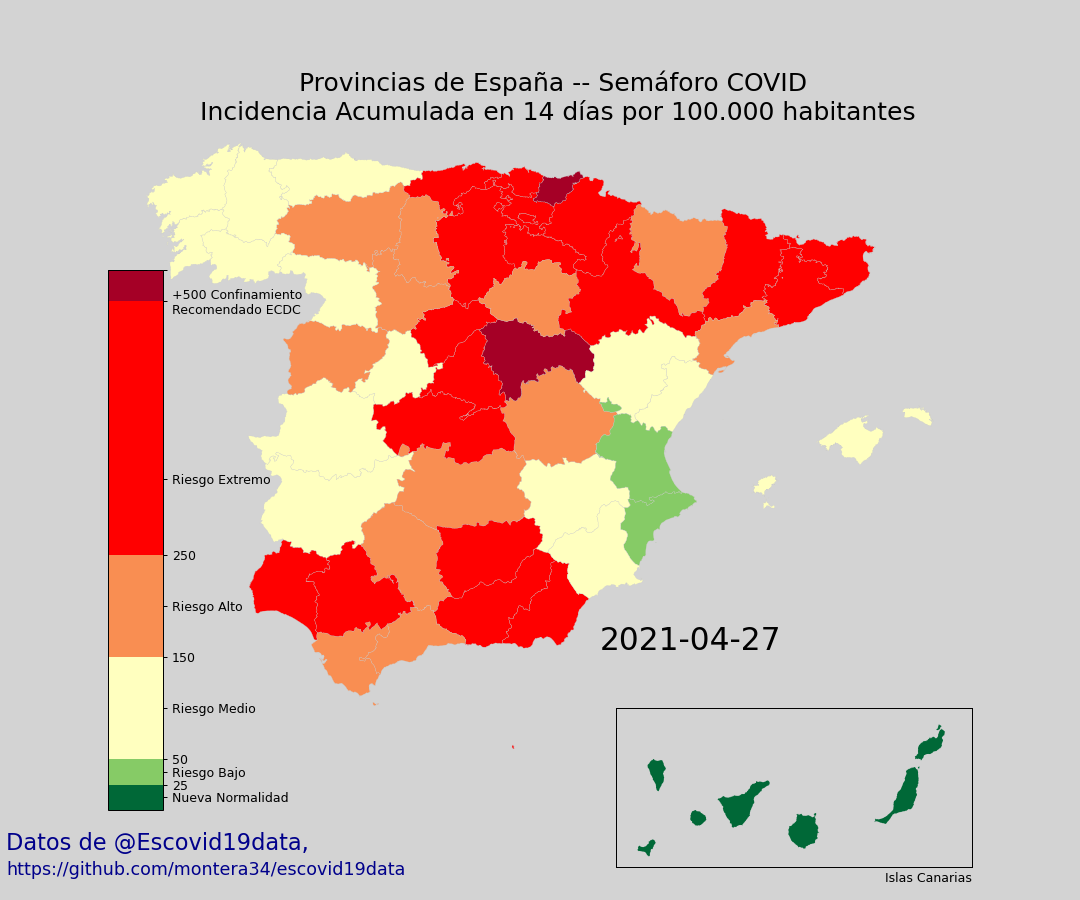 Provincias de España -- Semáforo COVID
Incidencia Acumulada en 14 días por 100.000 habitantes
+500 Confinamiento
Recomendado ECDC
Riesgo Extremo
250
Riesgo Alto
150
Riesgo Medio
50
Riesgo Bajo
25
Nueva Normalidad
2021-04-27
Islas Canarias
Datos de @Escovid19data,
https://github.com/montera34/escovid19data